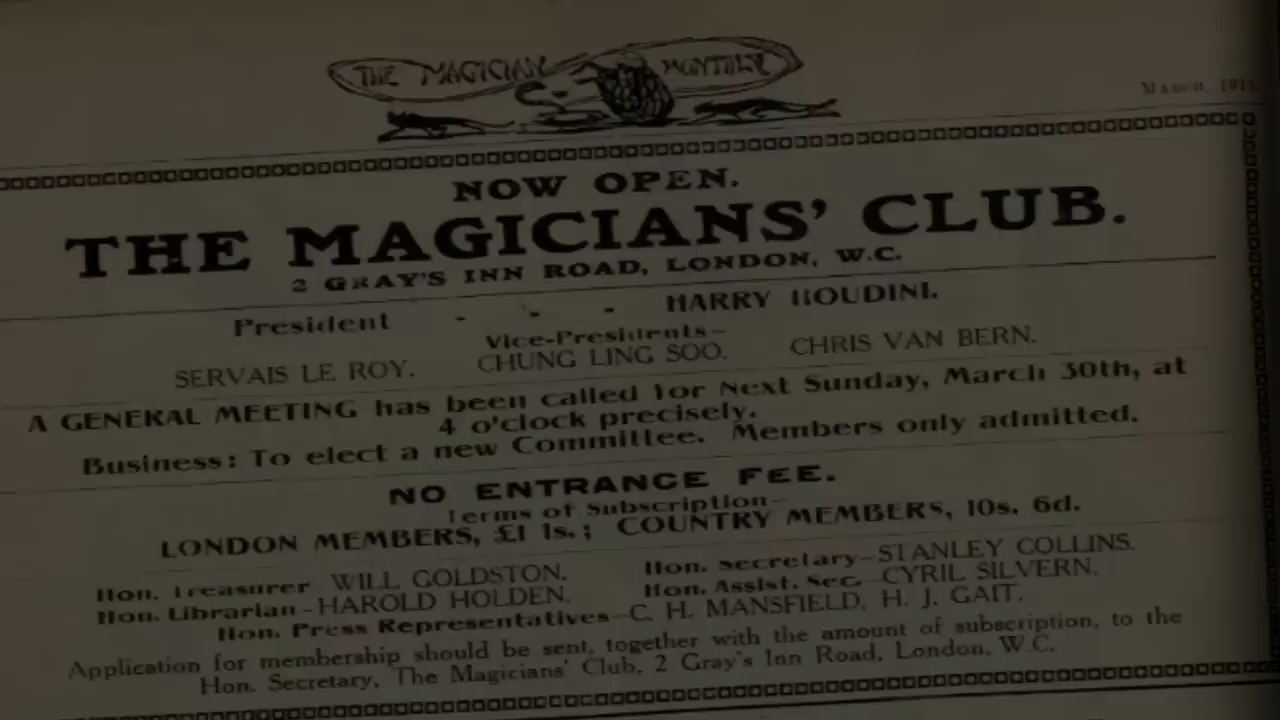 THE MAGICIAN MONTHLY
MARCH, 191
NOW OPEN.
THE MAGICIANS' CLUB.
2 GRAY'S INN ROAD, LONDON, W.C.
President - - - HARRY HOUDINI.
Vice-Presidents—
SERVAIS LE ROY. CHUNG LING SOO. CHRIS VAN BERN.
A GENERAL MEETING has been called for Next Sunday, March 30th, at
4 o'clock precisely.
Business: To elect a new Committee. Members only admitted.
NO ENTRANCE FEE.
Terms of Subscription—
LONDON MEMBERS, £1 1s.; COUNTRY MEMBERS, 10s. 6d.
Hon. Treasurer—WILL GOLDSTON. Hon. Secretary—STANLEY COLLINS.
Hon. Librarian—HAROLD HOLDEN. Hon. Assist. Sec. CYRIL SILVERN.
Hon. Press Representatives—C. H. MANSFIELD, H. J. GAIT.
Application for membership should be sent, together with the amount of subscription, to the
Hon. Secretary, The Magicians' Club, 2 Gray's Inn Road, London, W.C.